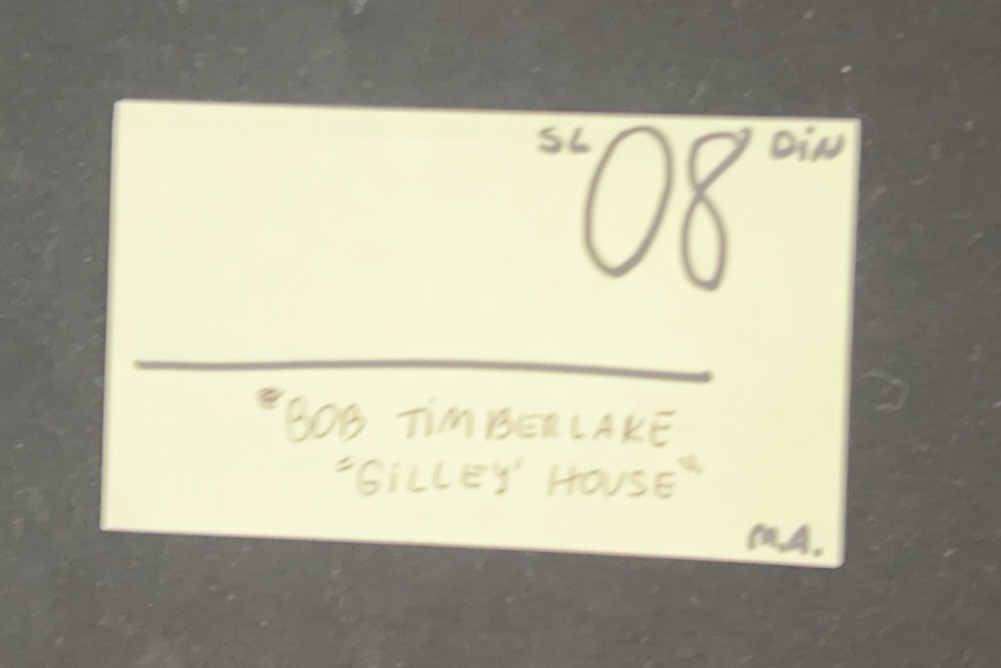 SL 08 DiN
"BOB TiMBERLAKE
"GiLLEY' HOUSE"
M.A.